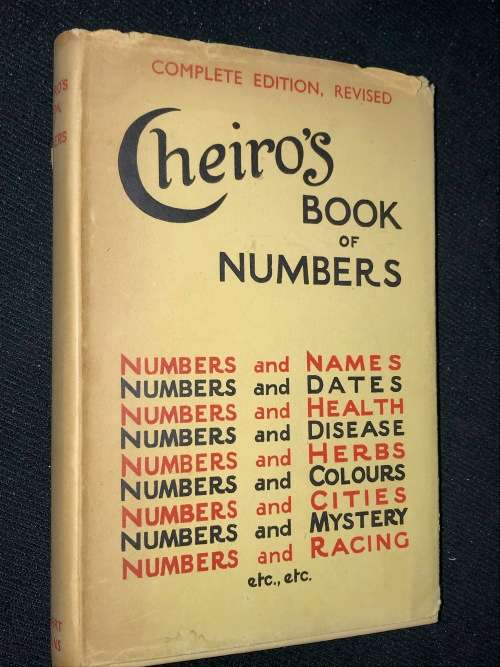 COMPLETE EDITION, REVISED
Cheiro's
BOOK
OF
NUMBERS
NUMBERS and NAMES
NUMBERS and DATES
NUMBERS and HEALTH
NUMBERS and DISEASE
NUMBERS and HERBS
NUMBERS and COLOURS
NUMBERS and CITIES
NUMBERS and MYSTERY
NUMBERS and RACING
etc., etc.